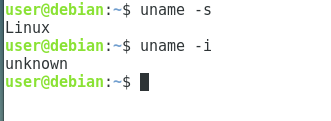 user@debian:~$ uname -s
Linux
user@debian:~$ uname -i
unknown
user@debian:~$